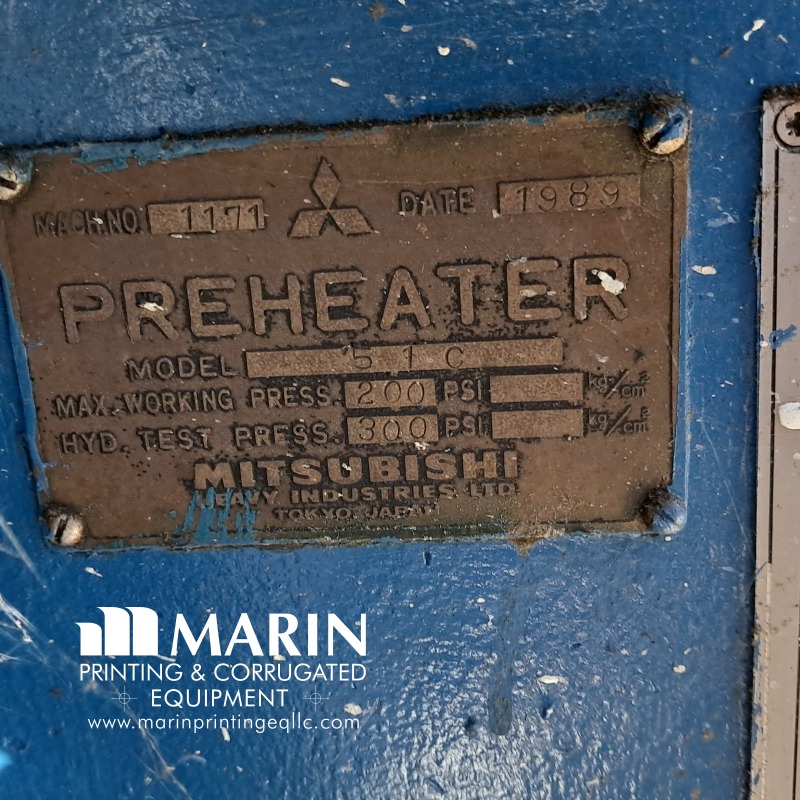 MACH.NO. 1171 DATE 1989
PREHEATER
MODEL 51C
MAX. WORKING PRESS. 200 PSI kg/cm²
HYD. TEST PRESS. 300 PSI kg/cm²
MITSUBISHI
HEAVY INDUSTRIES, LTD.
TOKYO, JAPAN
MARIN
PRINTING & CORRUGATED
EQUIPMENT
www.marinprintingeqllc.com